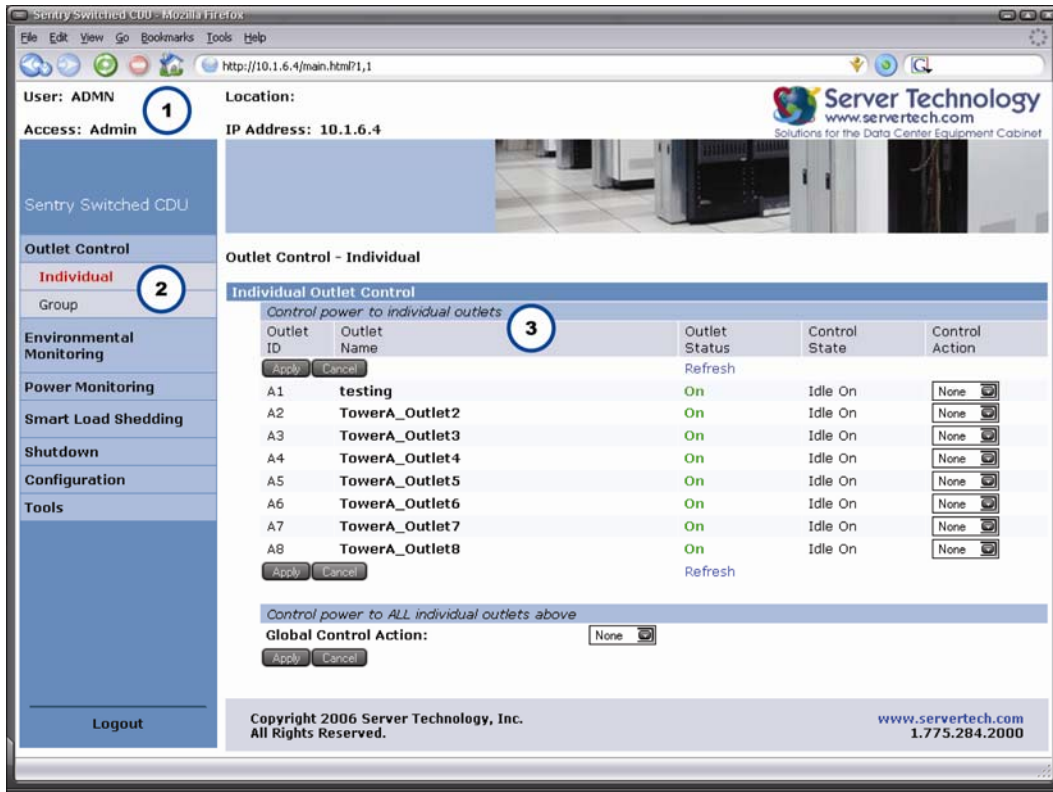 Sentry Switched CDU - Mozilla Firefox
File Edit View Go Bookmarks Tools Help
http://10.1.6.4/main.html?1,1
G
User: ADMN
Access: Admin
1
Location:
IP Address: 10.1.6.4
Server Technology
www.servertech.com
Solutions for the Data Center Equipment Cabinet
Sentry Switched CDU
Outlet Control
Individual
Group
2
Environmental
Monitoring
Power Monitoring
Smart Load Shedding
Shutdown
Configuration
Tools
Logout
Outlet Control - Individual
Individual Outlet Control
Control power to individual outlets
3
Outlet ID Outlet Name Outlet Status Control State Control Action
Apply Cancel Refresh
A1 testing On Idle On None
A2 TowerA_Outlet2 On Idle On None
A3 TowerA_Outlet3 On Idle On None
A4 TowerA_Outlet4 On Idle On None
A5 TowerA_Outlet5 On Idle On None
A6 TowerA_Outlet6 On Idle On None
A7 TowerA_Outlet7 On Idle On None
A8 TowerA_Outlet8 On Idle On None
Apply Cancel Refresh
Control power to ALL individual outlets above
Global Control Action: None
Apply Cancel
Copyright 2006 Server Technology, Inc. www.servertech.com
All Rights Reserved. 1.775.284.2000